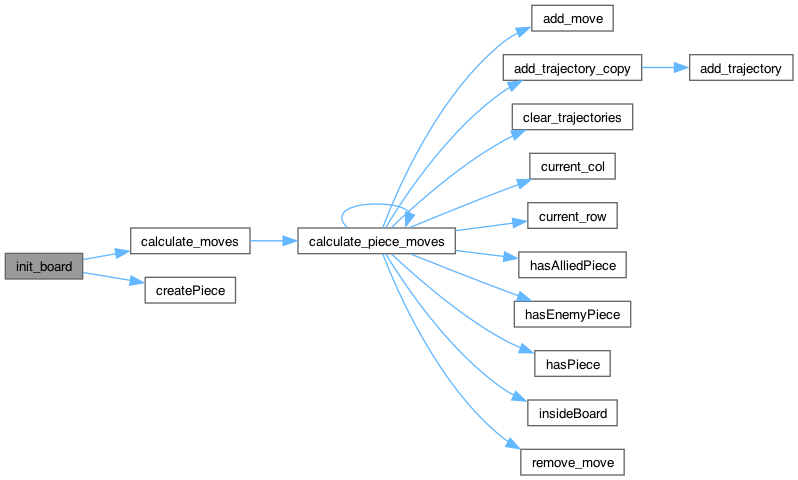 init_board
calculate_moves
createPiece
calculate_piece_moves
add_move
add_trajectory_copy
add_trajectory
clear_trajectories
current_col
current_row
hasAlliedPiece
hasEnemyPiece
hasPiece
insideBoard
remove_move